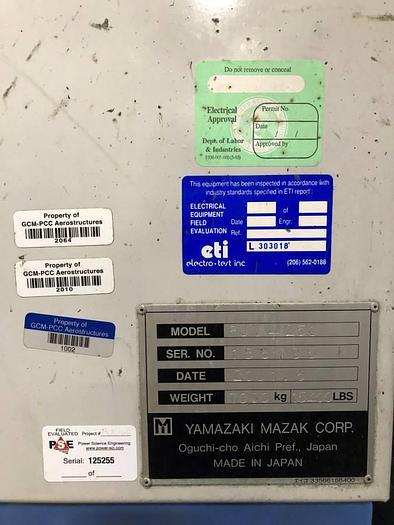 Do not remove or conceal
Electrical
Approval
Permit No.
Date
Approved by
Dept. of Labor
& Industries
This equipment has been inspected in accordance with
industry standards specified in ETI report
ELECTRICAL
EQUIPMENT
FIELD
EVALUATION
of
Date
Engr.
Ref.
L 303018
eti
electro-test inc.
(206) 562-0188
Property of
GCM-PCC Aerostructures
2064
Property of
GCM-PCC Aerostructures
2010
Property of
GCM-PCC Aerostructures
1002
MODEL
SER. NO.
DATE
WEIGHT
kg
LBS
YAMAZAKI MAZAK CORP.
Oguchi-cho Aichi Pref., Japan
MADE IN JAPAN
33566166400
FIELD
EVALUATED
Project #
PSE
Power Science Engineering
www.power-sci.com
Serial: 125255
of